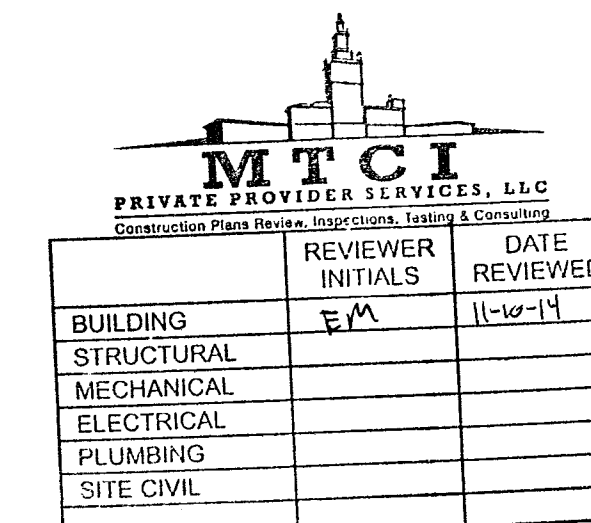 MTCI
PRIVATE PROVIDER SERVICES, LLC
Construction Plans Review, Inspections, Testing & Consulting
REVIEWER INITIALS DATE REVIEWED
BUILDING EM 11-10-14
STRUCTURAL
MECHANICAL
ELECTRICAL
PLUMBING
SITE CIVIL